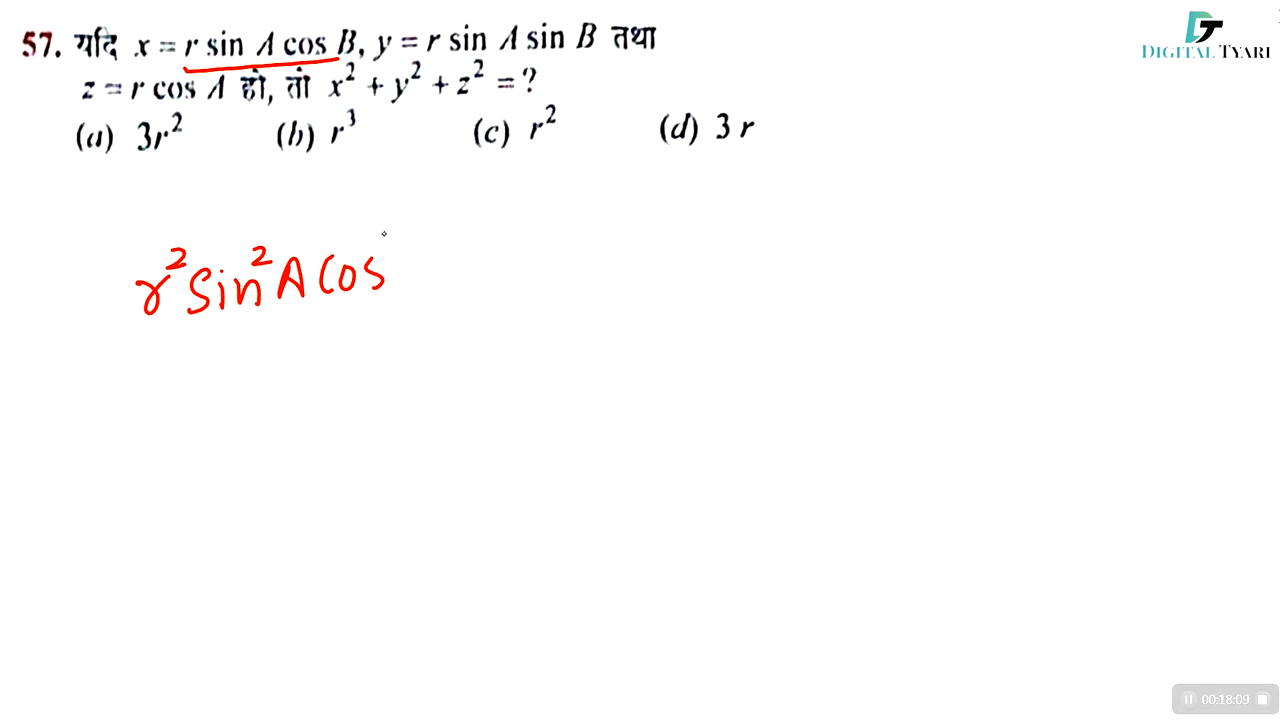 DT
DIGITAL TYARI
57. यदि x = r sin A cos B, y = r sin A sin B तथा
z = r cos A हो, तो x² + y² + z² = ?
(a) 3r² (b) r³ (c) r² (d) 3 r
r² Sin² A Cos
00:18:09